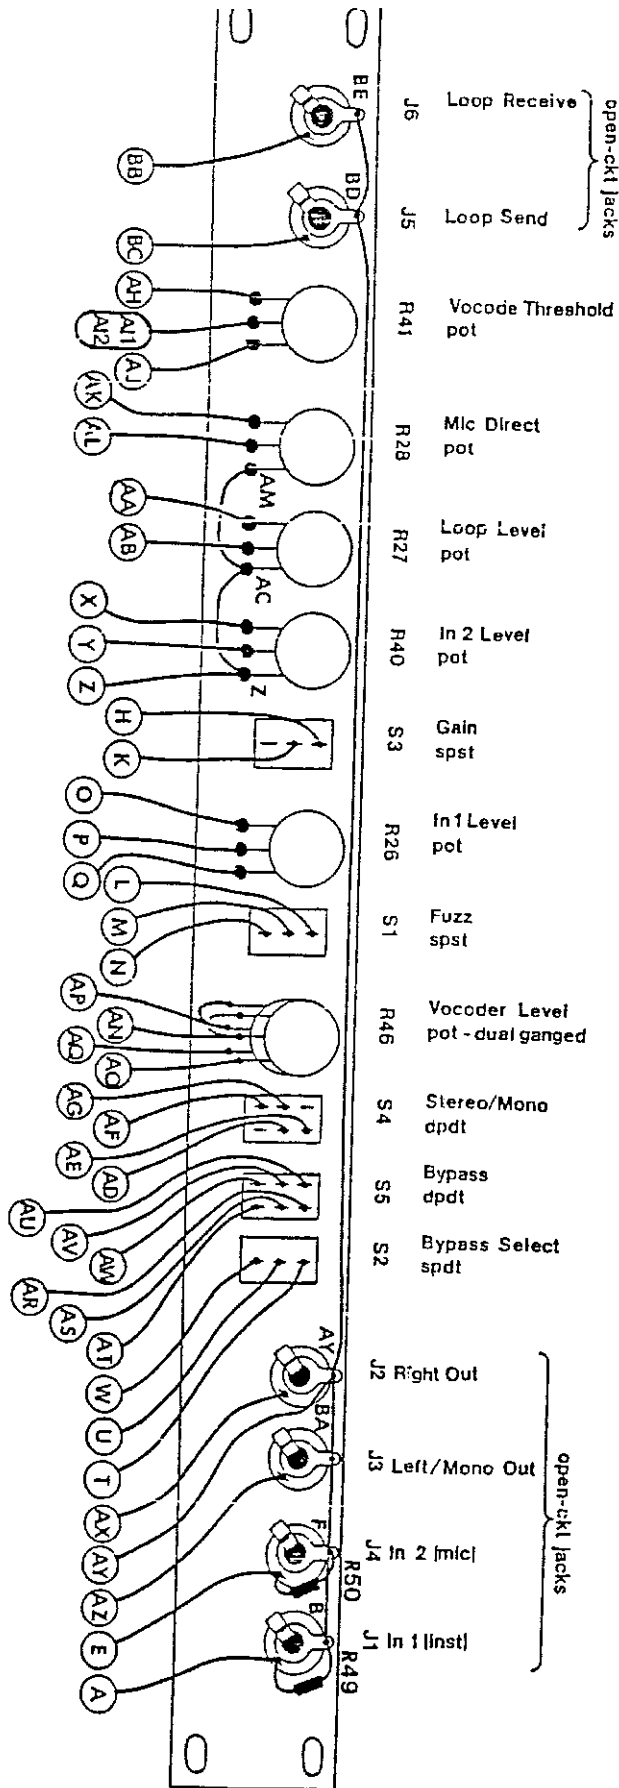 BE
J6
Loop Receive
open-ckt jacks
BB
BD
J5
Loop Send
BC
AH
AI1
AI2
AJ
R41
Vocode Threshold
pot
AK
AL
R28
Mic Direct
pot
AM
AA
AB
R27
Loop Level
pot
AC
X
Y
Z
R40
In 2 Level
pot
Z
H
K
S3
Gain
spst
O
P
Q
R26
In 1 Level
pot
L
M
N
S1
Fuzz
spst
AP
AN
AQ
AO
R46
Vocoder Level
pot - dual ganged
AG
AF
AE
AD
S4
Stereo/Mono
dpdt
AU
AV
AW
AR
AS
AT
S5
Bypass
dpdt
W
U
T
S2
Bypass Select
spdt
AY
J2 Right Out
AX
AY
BA
J3 Left/Mono Out
open-ckt jacks
AZ
F
J4 In 2 [mic]
R50
E
B
J1 In 1 [inst]
R49
A